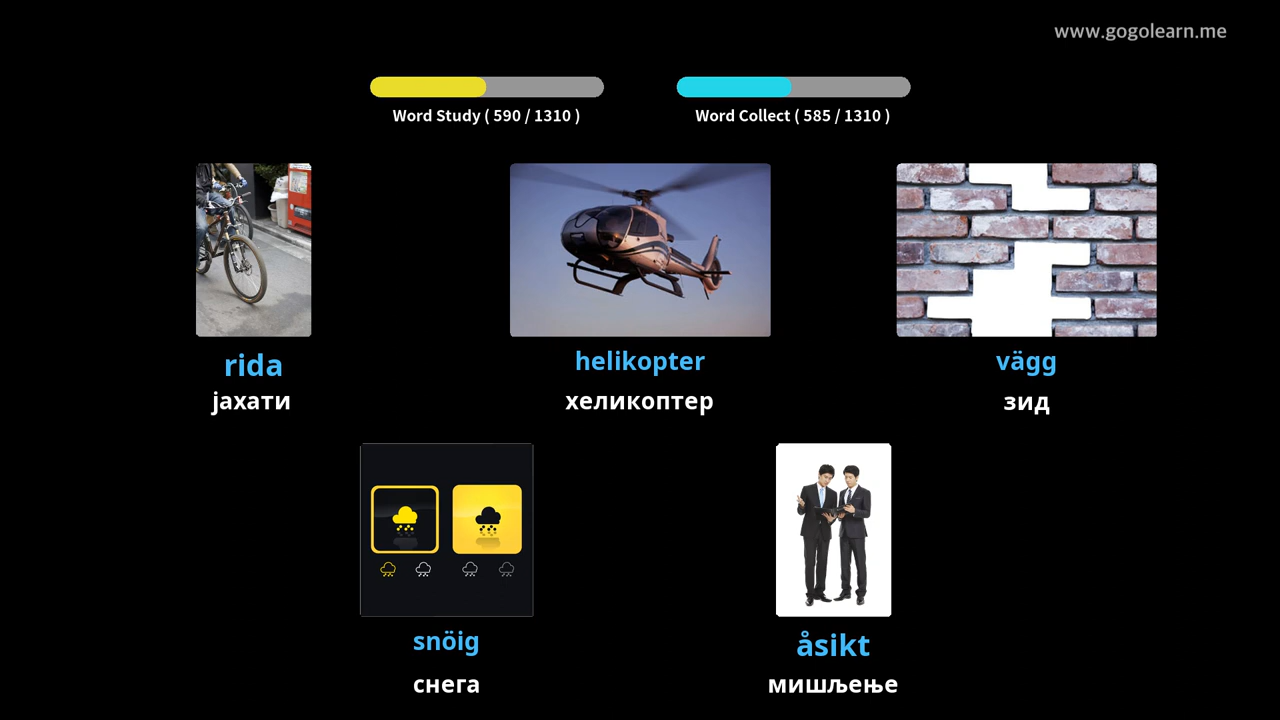 www.gogolearn.me
Word Study ( 590 / 1310 )
Word Collect ( 585 / 1310 )
rida
јахати
helikopter
хеликоптер
vägg
зид
snöig
снега
åsikt
мишљење